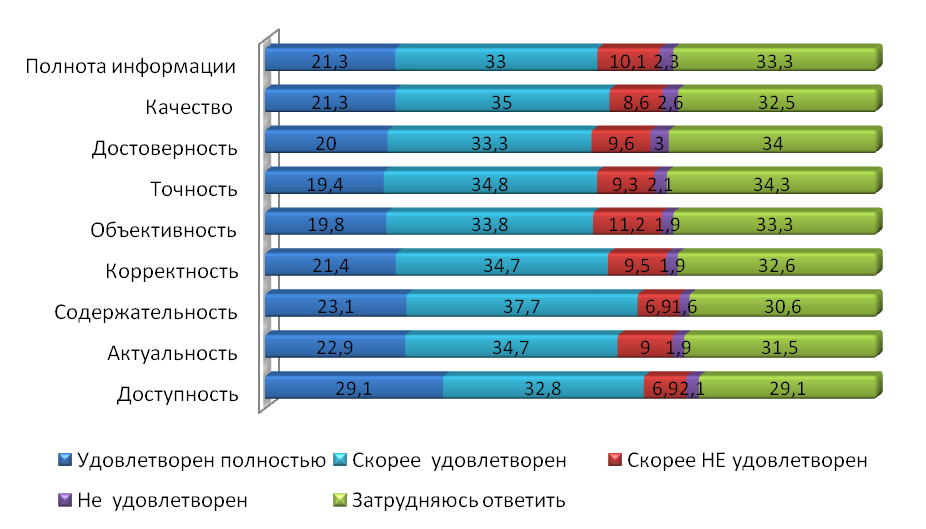 Полнота информации 21,3 33 10,1 2,3 33,3
Качество 21,3 35 8,6 2,6 32,5
Достоверность 20 33,3 9,6 3 34
Точность 19,4 34,8 9,3 2,1 34,3
Объективность 19,8 33,8 11,2 1,9 33,3
Корректность 21,4 34,7 9,5 1,9 32,6
Содержательность 23,1 37,7 6,9 1,6 30,6
Актуальность 22,9 34,7 9 1,9 31,5
Доступность 29,1 32,8 6,9 2,1 29,1
Удовлетворен полностью Скорее удовлетворен Скорее НЕ удовлетворен
Не удовлетворен Затрудняюсь ответить